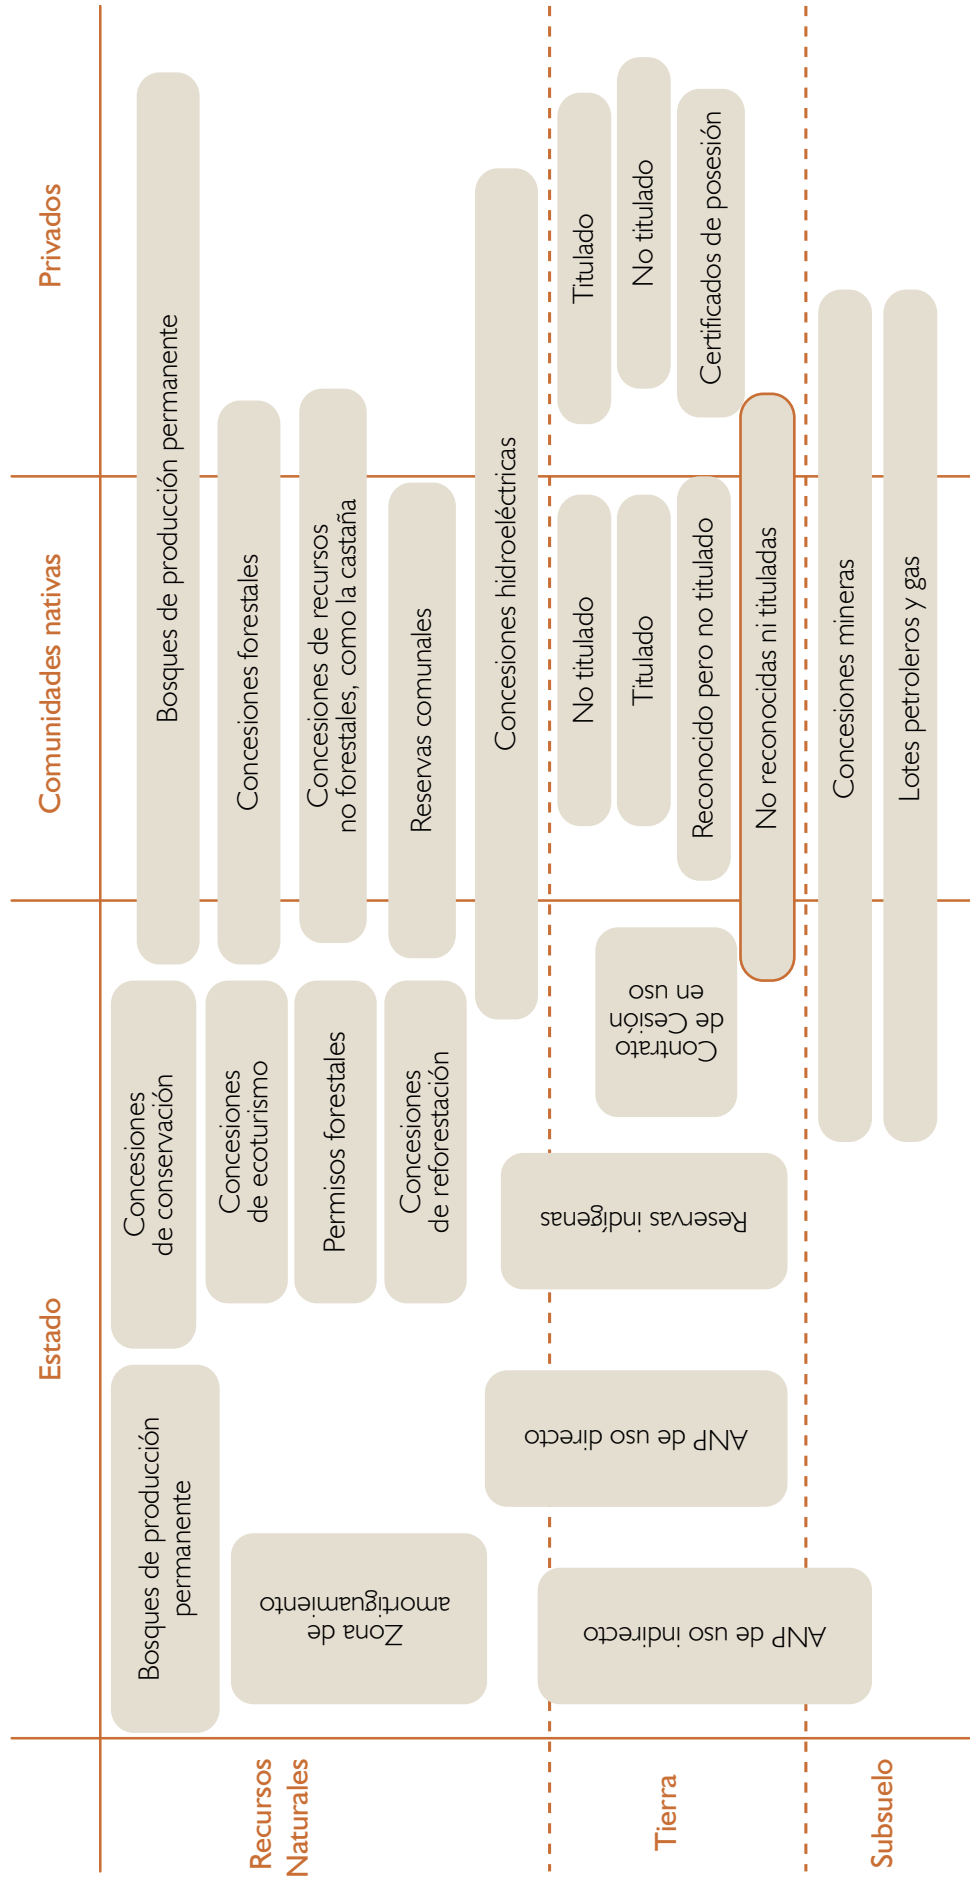 Estado
Comunidades nativas
Privados
Recursos
Naturales
Bosques de producción
permanente
Concesiones
de conservación
Bosques de producción permanente
Zona de
amortiguamiento
Concesiones
de ecoturismo
Concesiones forestales
Permisos forestales
Concesiones de recursos
no forestales, como la castaña
Concesiones
de reforestación
Reservas comunales
Concesiones hidroeléctricas
Tierra
ANP de uso indirecto
ANP de uso directo
Reservas indígenas
Contrato
de Cesión
en uso
No titulado
Titulado
Titulado
No titulado
Reconocido pero no titulado
Certificados de posesión
No reconocidas ni tituladas
Subsuelo
Concesiones mineras
Lotes petroleros y gas